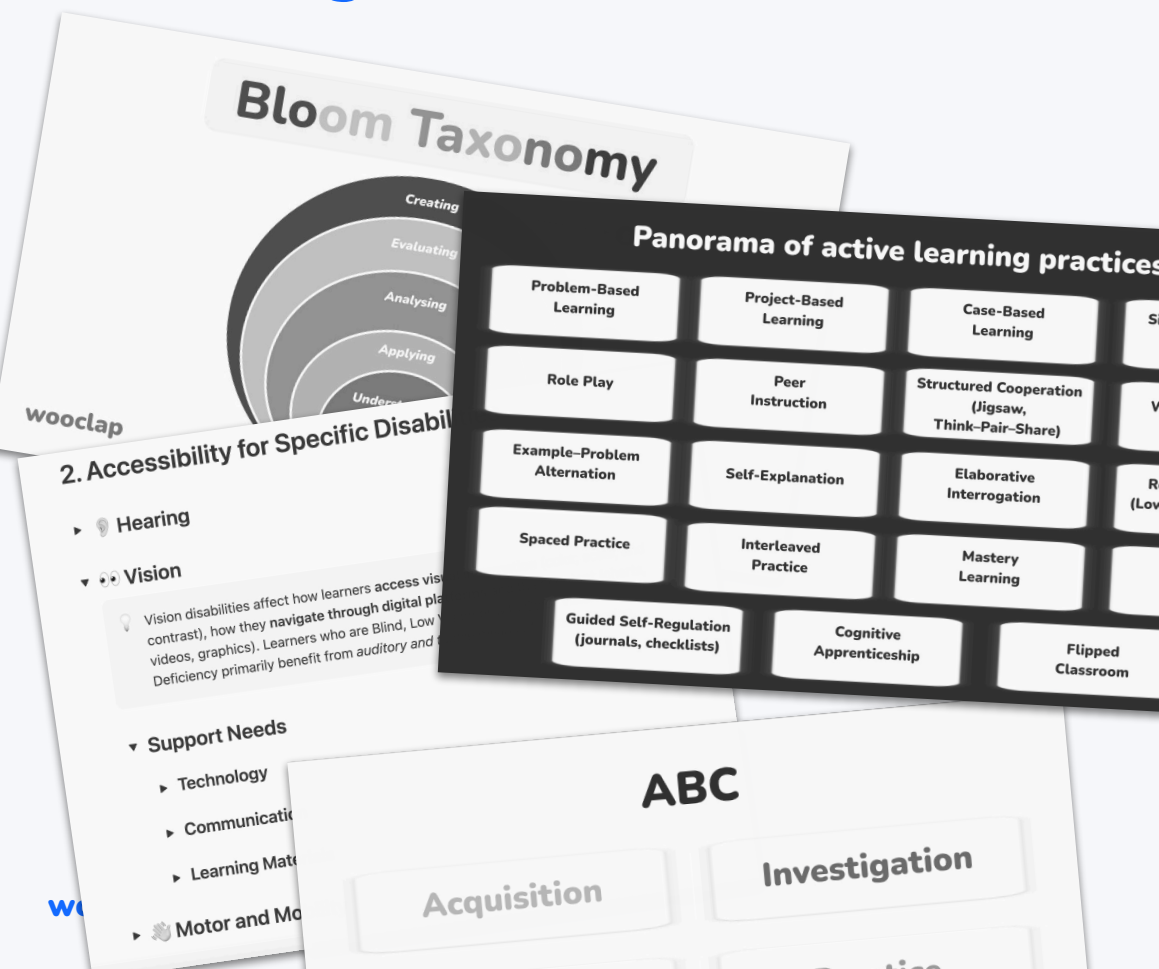 Bloom Taxonomy
Creating
Evaluating
Analysing
Applying
wooclap
2. Accessibility for Specific
Hearing
Vision
Vision disabilities affect how learners access
contrast), how they navigate through digital
videos, graphics). Learners who are Blind, Low
Deficiency primarily benefit from auditory and
Support Needs
Technology
Learning
Motor and
Panorama of active learning practices
Problem-Based
Learning
Project-Based
Learning
Case-Based
Learning
Role Play
Peer
Instruction
Structured Cooperation
(Jigsaw,
Think–Pair–Share)
Example–Problem
Alternation
Self-Explanation
Elaborative
Interrogation
Spaced Practice
Interleaved
Practice
Mastery
Learning
Guided Self-Regulation
(journals, checklists)
Cognitive
Apprenticeship
Flipped
Classroom
ABC
Acquisition
Investigation